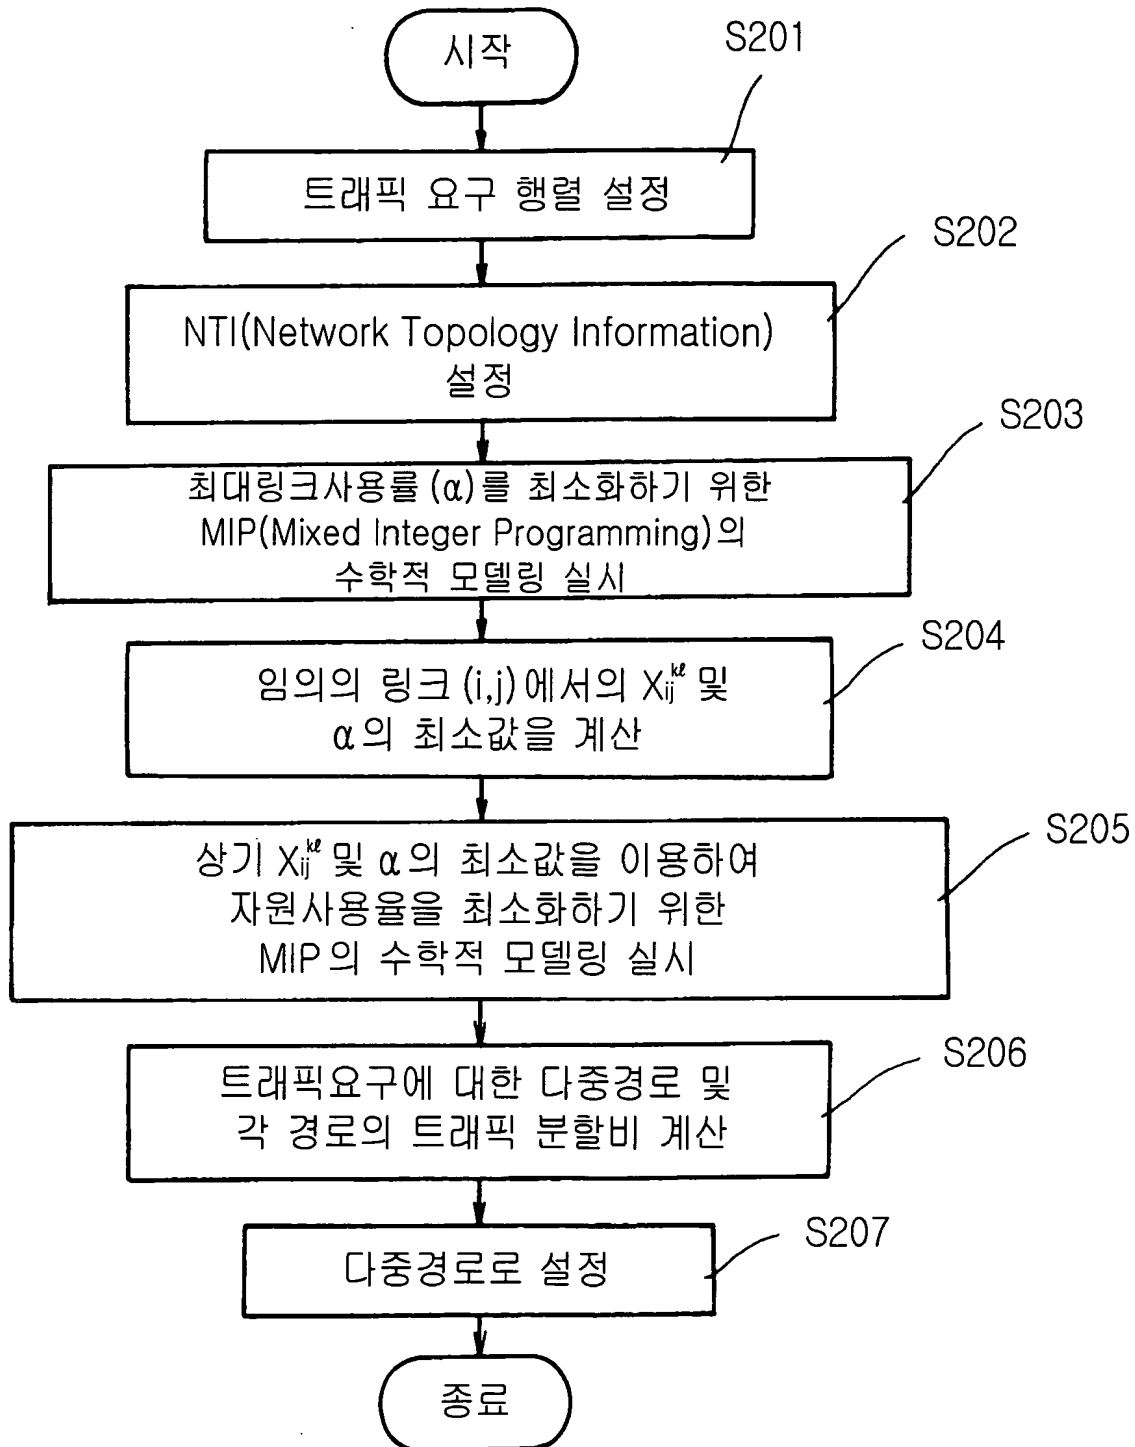 시작
S201
트래픽 요구 행렬 설정
S202
NTI(Network Topology Information)
설정
S203
최대링크사용률(α)를 최소화하기 위한
MIP(Mixed Integer Programming)의
수학적 모델링 실시
S204
임의의 링크(i,j)에서의 X_{ij}^{kℓ} 및
α의 최소값을 계산
S205
상기 X_{ij}^{kℓ} 및 α의 최소값을 이용하여
자원사용율을 최소화하기 위한
MIP의 수학적 모델링 실시
S206
트래픽요구에 대한 다중경로 및
각 경로의 트래픽 분할비 계산
S207
다중경로로 설정
종료